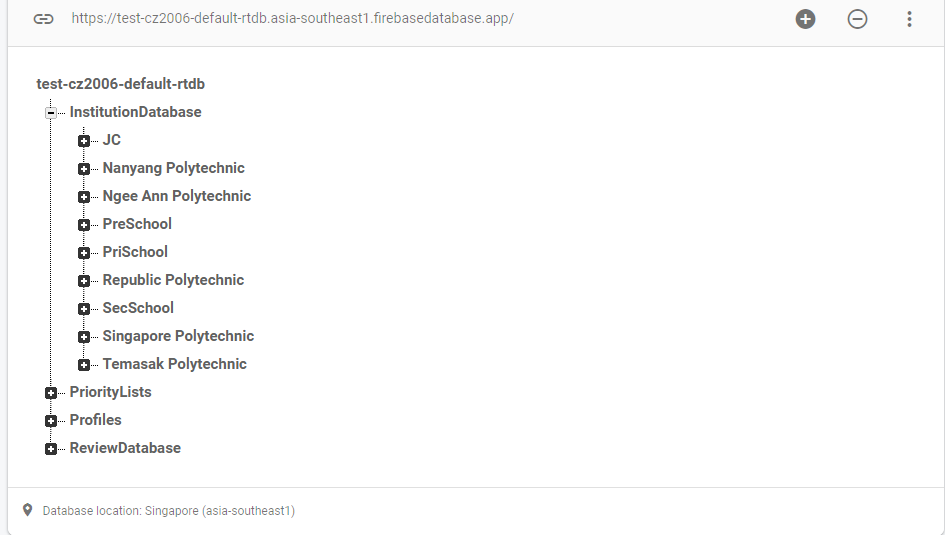 https://test-cz2006-default-rtdb.asia-southeast1.firebasedatabase.app/
test-cz2006-default-rtdb
InstitutionDatabase
JC
Nanyang Polytechnic
Ngee Ann Polytechnic
PreSchool
PriSchool
Republic Polytechnic
SecSchool
Singapore Polytechnic
Temasak Polytechnic
PriorityLists
Profiles
ReviewDatabase
Database location: Singapore (asia-southeast1)